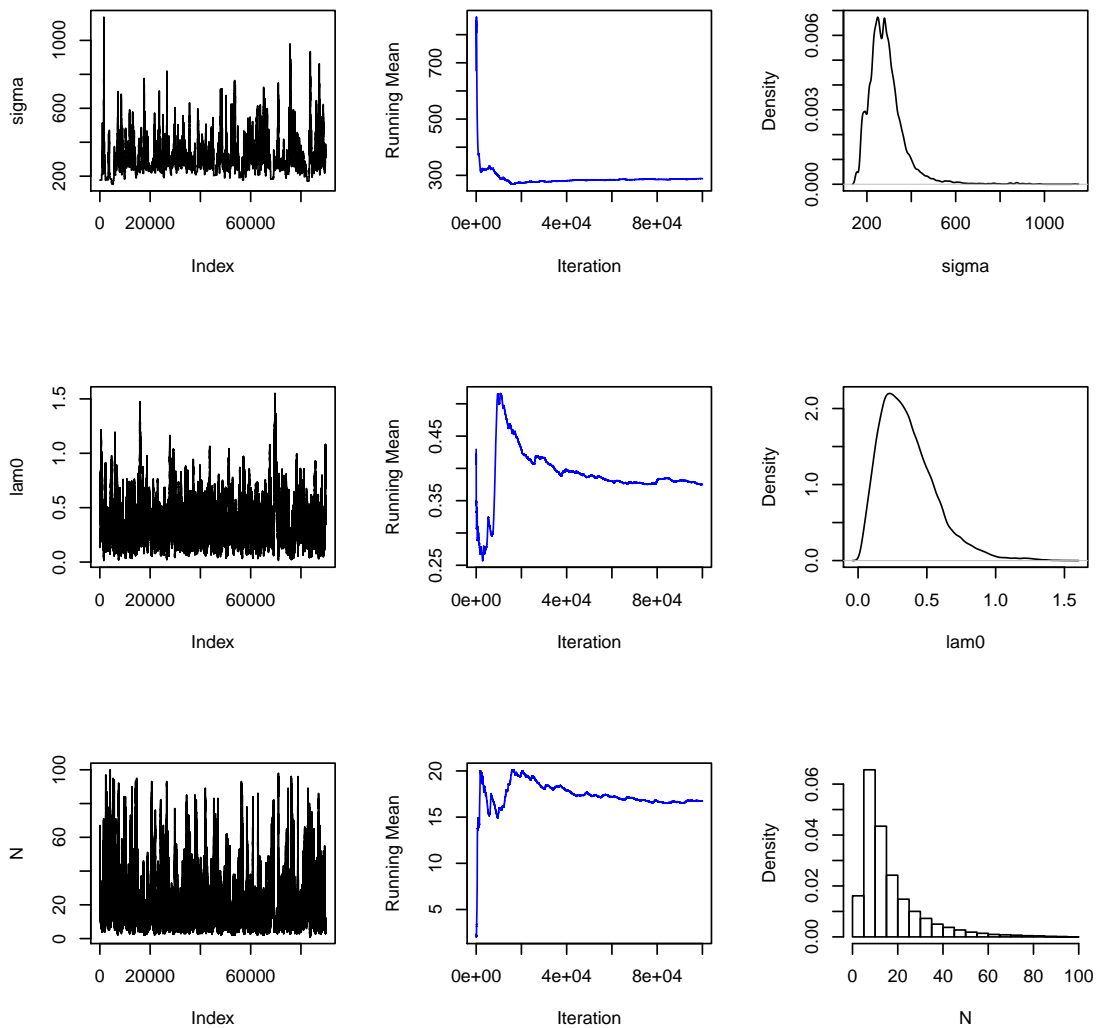 sigma
1000
600
200
0 20000 60000
Index
Running Mean
700
500
300
0e+00 4e+04 8e+04
Iteration
Density
0.006
0.003
0.000
200 600 1000
sigma
lam0
1.5
1.0
0.5
0.0
0 20000 60000
Index
Running Mean
0.45
0.35
0.25
0e+00 4e+04 8e+04
Iteration
Density
2.0
1.0
0.0
0.0 0.5 1.0 1.5
lam0
N
100
60
20
0
0 20000 60000
Index
Running Mean
20
15
10
5
0e+00 4e+04 8e+04
Iteration
Density
0.06
0.04
0.02
0.00
0 20 40 60 80 100
N